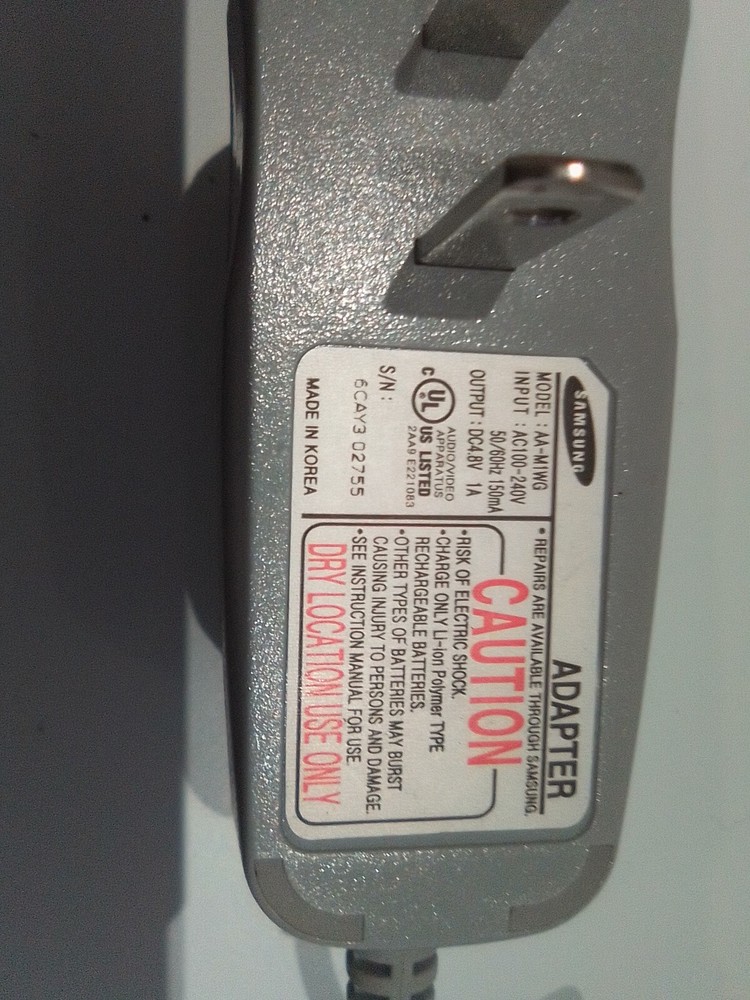 SAMSUNG
ADAPTER
MODEL : AA-M1WG
INPUT : AC100-240V
50/60Hz 150mA
OUTPUT : DC4.8V 1A
c UL US LISTED
AUDIO/VIDEO
APPARATUS
2AA9 E221083
S/N :
6CAY3 02755
MADE IN KOREA
• REPAIRS ARE AVAILABLE THROUGH SAMSUNG.
CAUTION
•RISK OF ELECTRIC SHOCK.
•CHARGE ONLY Li-ion Polymer TYPE
RECHARGEABLE BATTERIES.
•OTHER TYPES OF BATTERIES MAY BURST
CAUSING INJURY TO PERSONS AND DAMAGE.
•SEE INSTRUCTION MANUAL FOR USE
DRY LOCATION USE ONLY